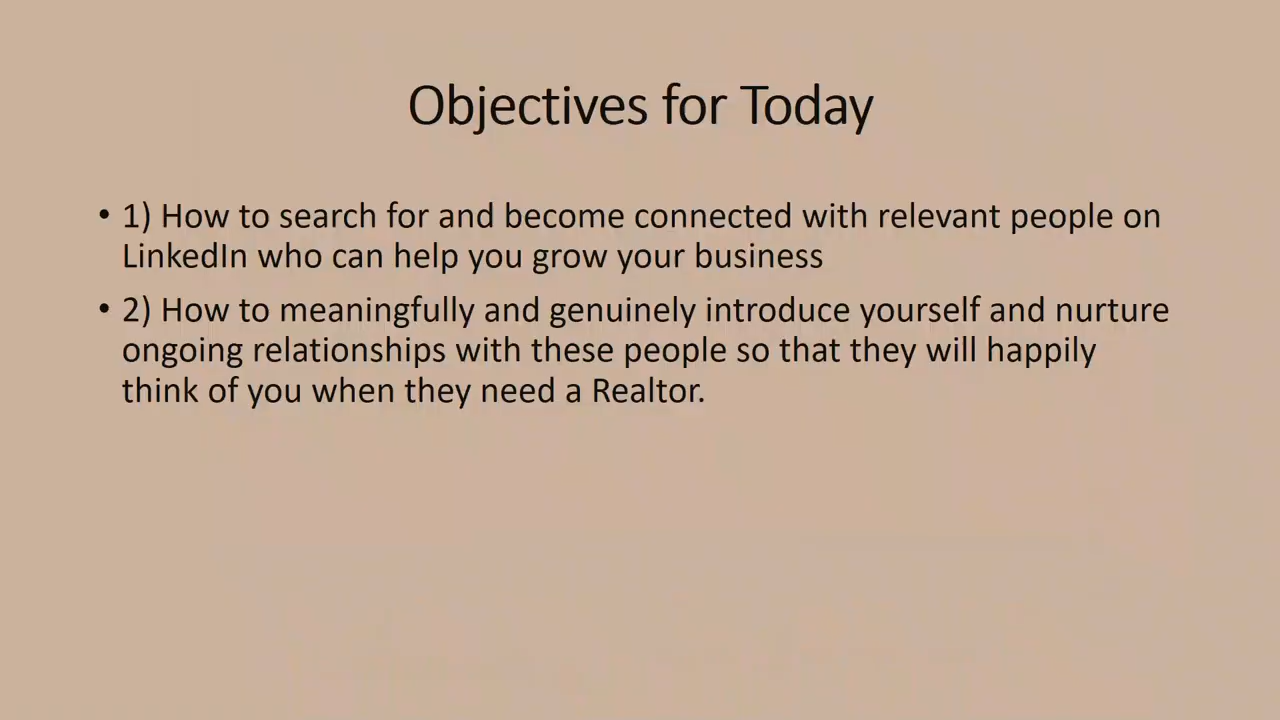 Objectives for Today
• 1) How to search for and become connected with relevant people on
LinkedIn who can help you grow your business
• 2) How to meaningfully and genuinely introduce yourself and nurture
ongoing relationships with these people so that they will happily
think of you when they need a Realtor.